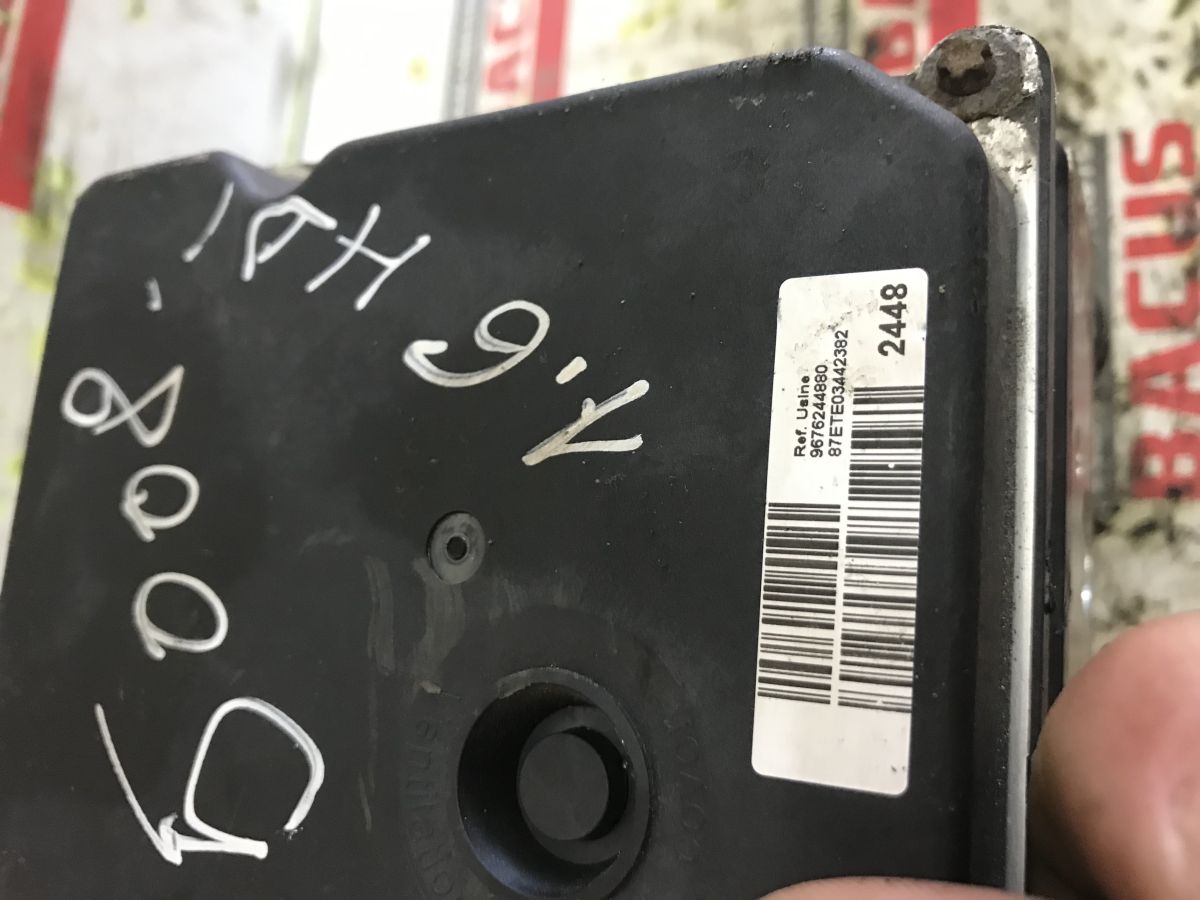 5008
1.6 HDi
Ref. Usine
9676244880
87ETE03442382
2448
BACUS